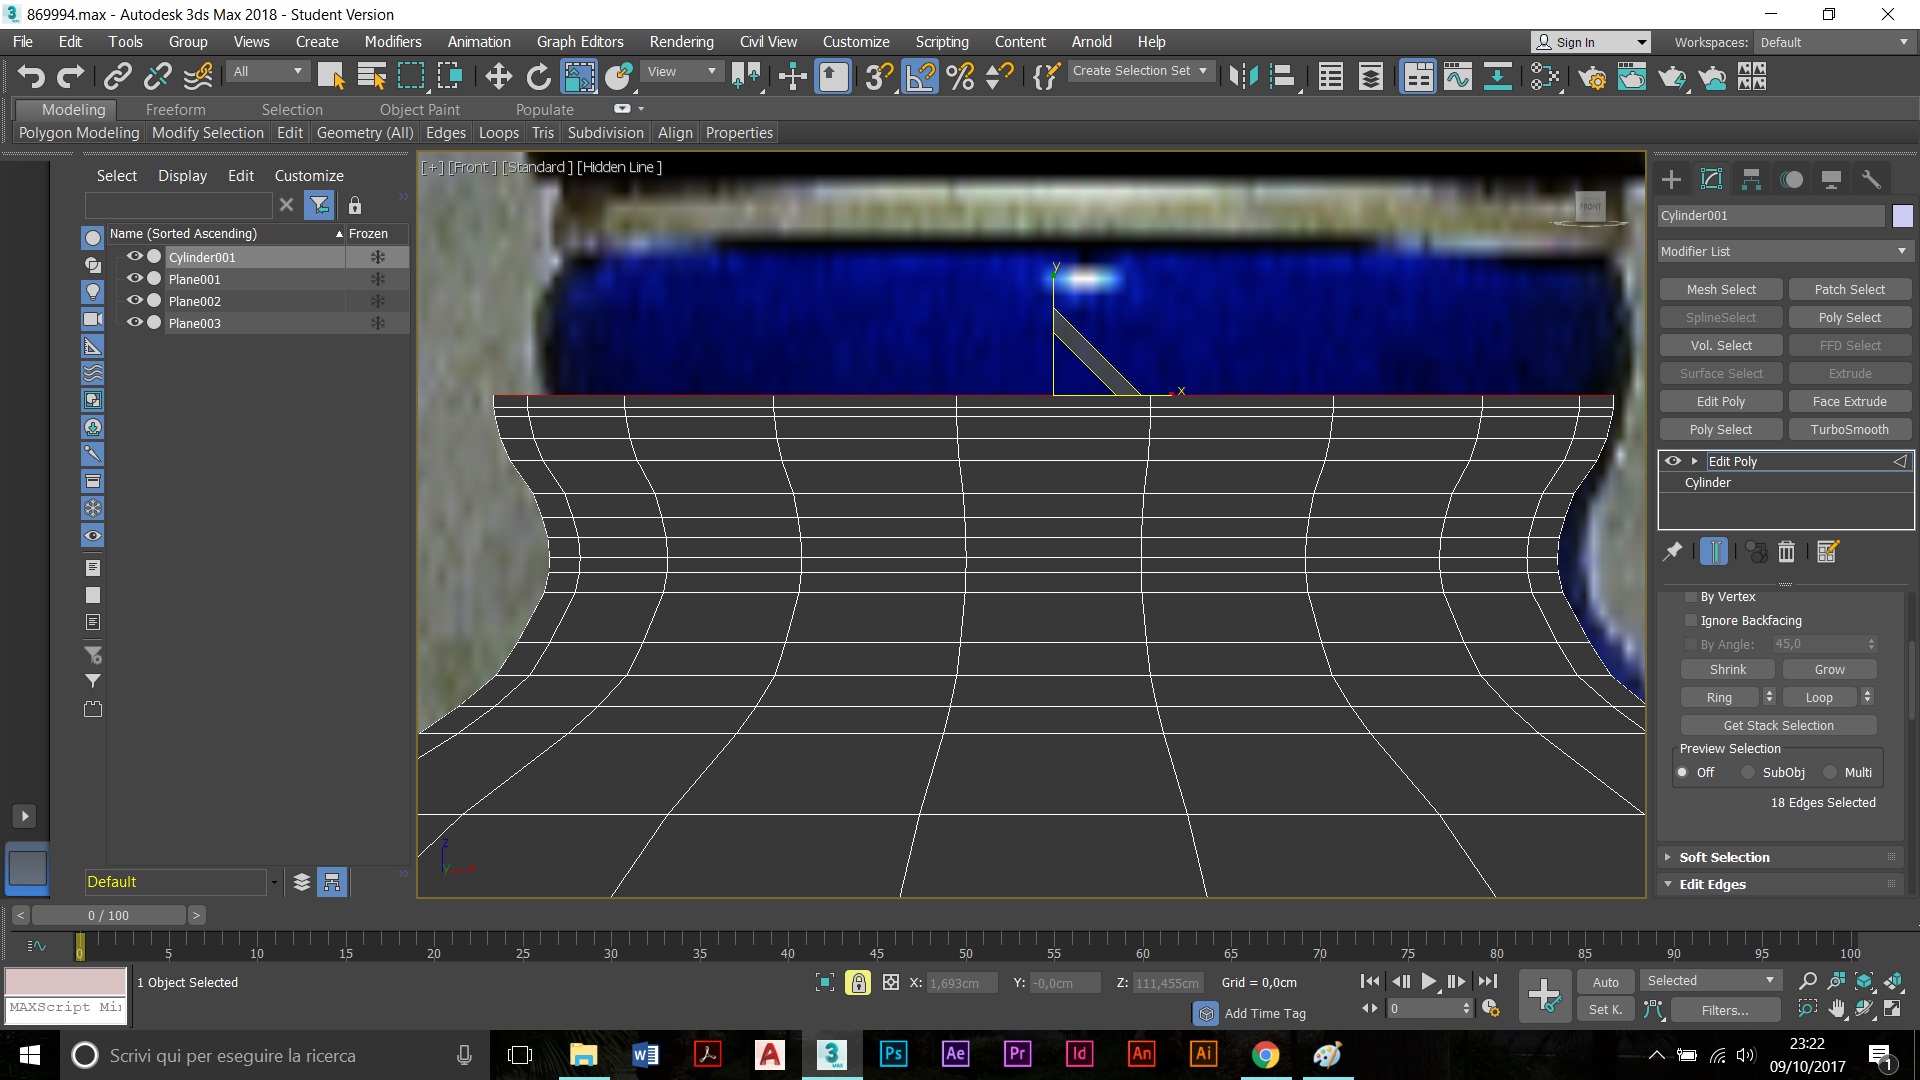 869994.max - Autodesk 3ds Max 2018 - Student Version
File Edit Tools Group Views Create Modifiers Animation Graph Editors Rendering Civil View Customize Scripting Content Arnold Help Sign In Workspaces: Default
All View Create Selection Set
Modeling Freeform Selection Object Paint Populate
Polygon Modeling Modify Selection Edit Geometry (All) Edges Loops Tris Subdivision Align Properties
[+] [Front ] [Standard ] [Hidden Line ]
Select Display Edit Customize
Name (Sorted Ascending) Frozen
Cylinder001
Plane001
Plane002
Plane003
Default
FRONT
y
x
z
y
x
Cylinder001
Modifier List
Mesh Select Patch Select
SplineSelect Poly Select
Vol. Select FFD Select
Surface Select Extrude
Edit Poly Face Extrude
Poly Select TurboSmooth
Edit Poly
Cylinder
By Vertex
Ignore Backfacing
By Angle: 45,0
Shrink Grow
Ring Loop
Get Stack Selection
Preview Selection
Off SubObj Multi
18 Edges Selected
Soft Selection
Edit Edges
< 0 / 100 >
0 5 10 15 20 25 30 35 40 45 50 55 60 65 70 75 80 85 90 95 100
1 Object Selected X: 1,693cm Y: -0,0cm Z: 111,455cm Grid = 0,0cm Auto Selected
MAXScript Mi
Add Time Tag 0 Set K. Filters...
Scrivi qui per eseguire la ricerca
Ps Ae Pr Id An Ai
23:22
09/10/2017
1